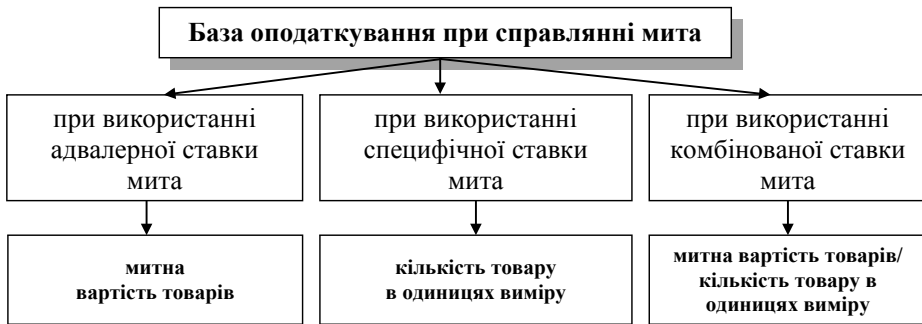 База оподаткування при справлянні мита
при використанні
адвалерної ставки
мита
при використанні
специфічної ставки
мита
при використанні
комбінованої ставки
мита
митна
вартість товарів
кількість товару
в одиницях виміру
митна вартість товарів/
кількість товару в
одиницях виміру